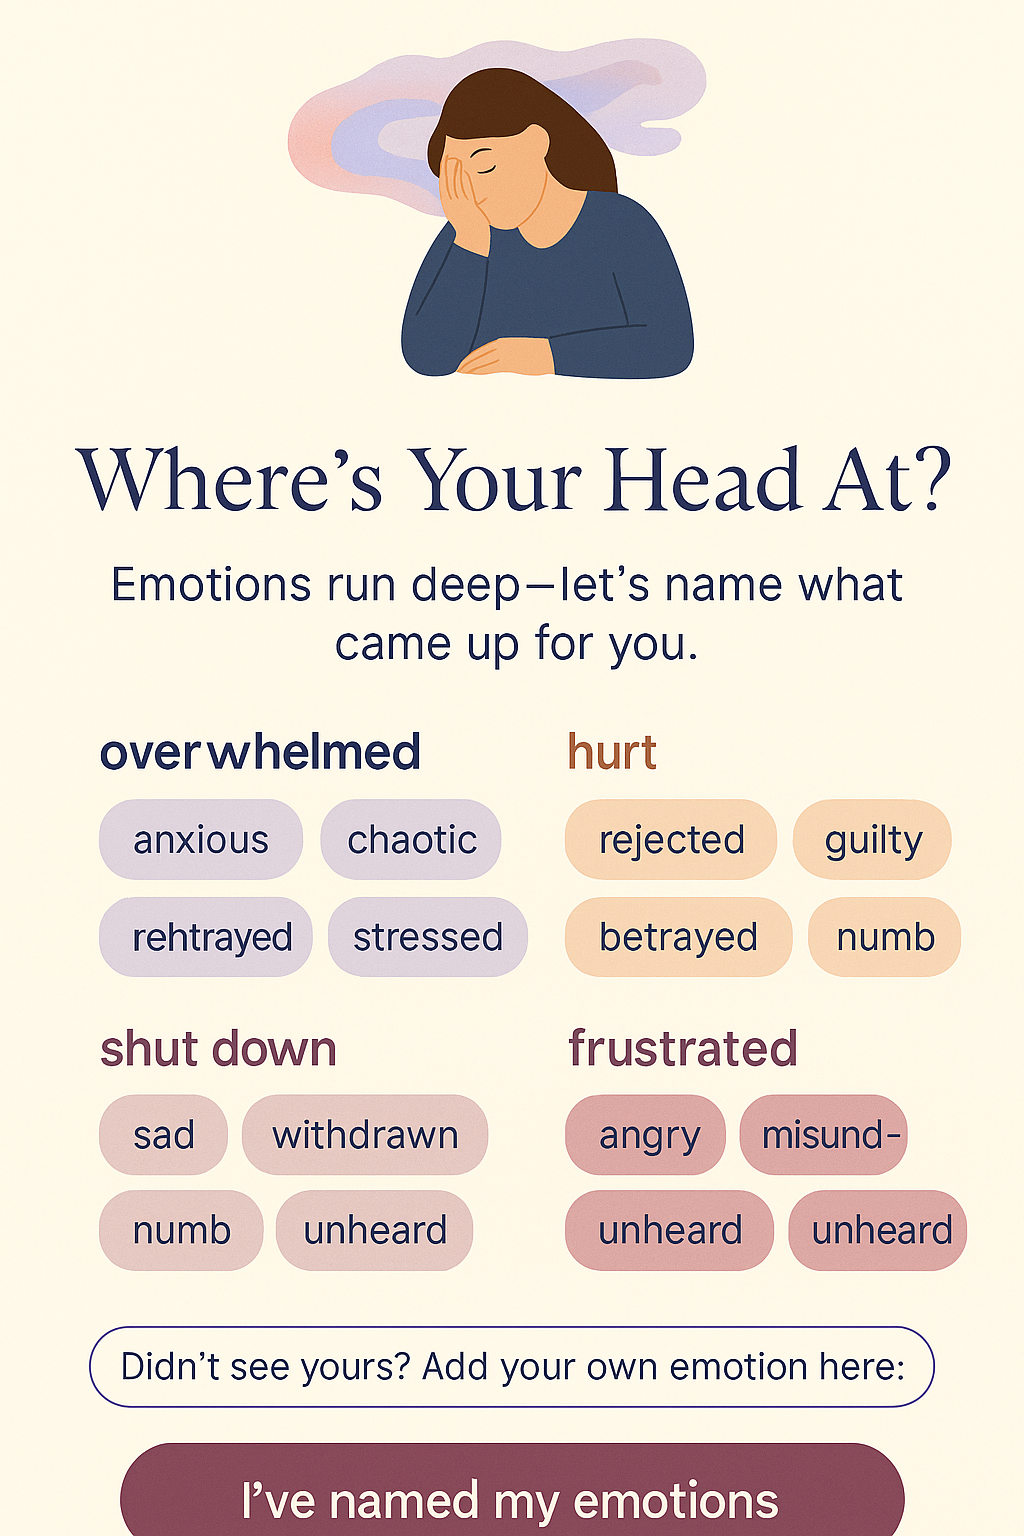 Where's Your Head At?
Emotions run deep—let's name what
came up for you.
overwhelmed
anxious chaotic
rehtrayed stressed
hurt
rejected guilty
betrayed numb
shut down
sad withdrawn
numb unheard
frustrated
angry misund-
unheard unheard
Didn't see yours? Add your own emotion here:
I've named my emotions